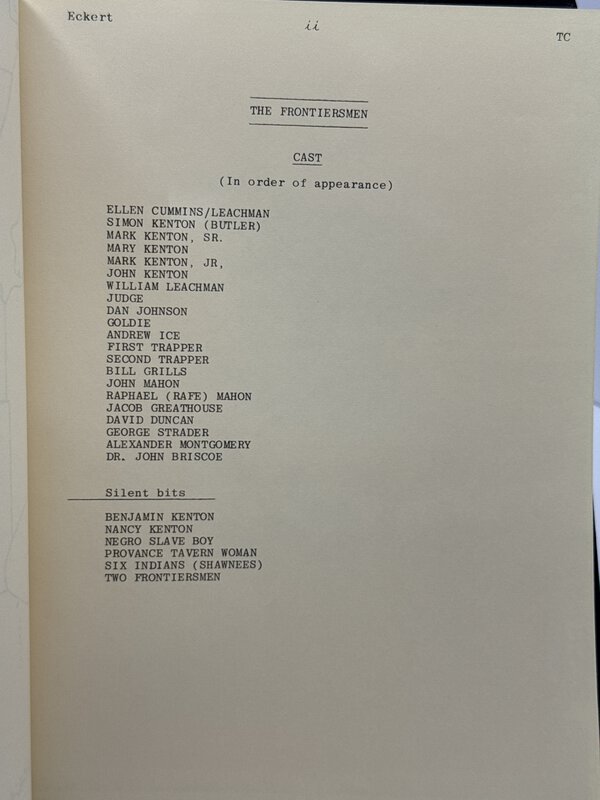 Eckert
ii
TC
THE FRONTIERSMEN
CAST
(In order of appearance)
ELLEN CUMMINS/LEACHMAN
SIMON KENTON (BUTLER)
MARK KENTON, SR.
MARY KENTON
MARK KENTON, JR,
JOHN KENTON
WILLIAM LEACHMAN
JUDGE
DAN JOHNSON
GOLDIE
ANDREW ICE
FIRST TRAPPER
SECOND TRAPPER
BILL GRILLS
JOHN MAHON
RAPHAEL (RAFE) MAHON
JACOB GREATHOUSE
DAVID DUNCAN
GEORGE STRADER
ALEXANDER MONTGOMERY
DR. JOHN BRISCOE
Silent bits
BENJAMIN KENTON
NANCY KENTON
NEGRO SLAVE BOY
PROVANCE TAVERN WOMAN
SIX INDIANS (SHAWNEES)
TWO FRONTIERSMEN